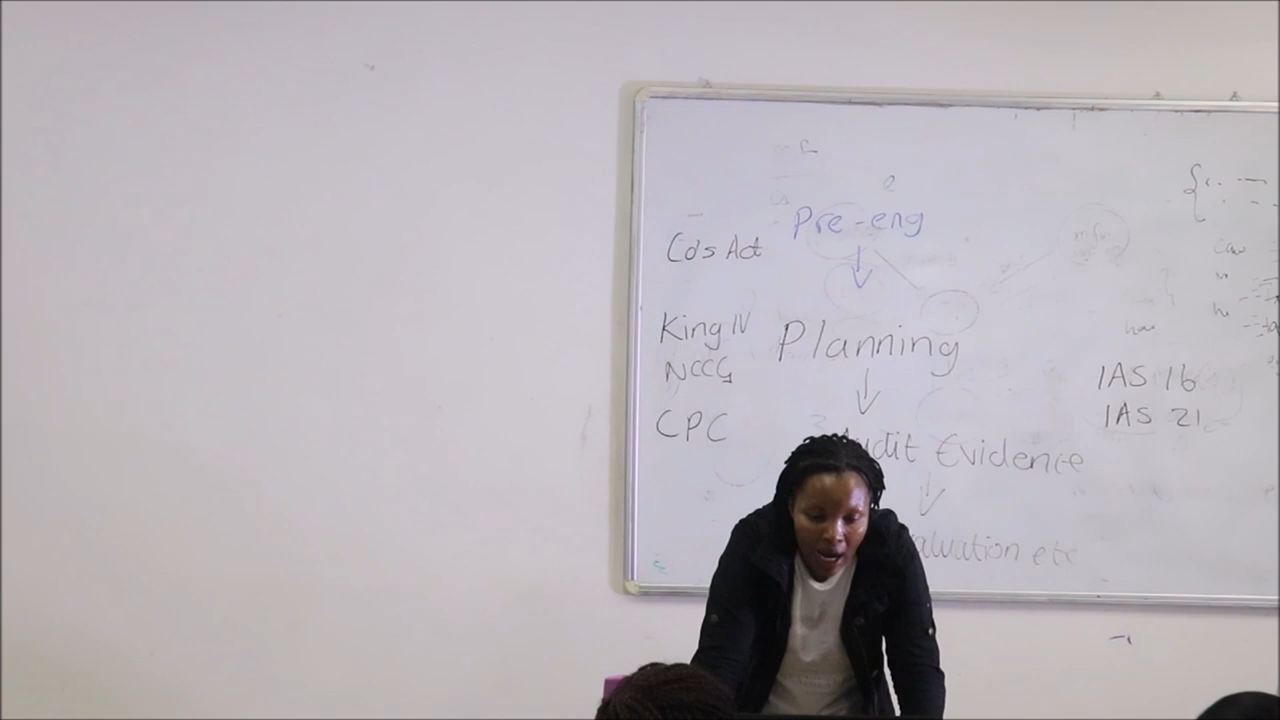 Pre-eng
Co's Act
King IV
Planning
NCCG
IAS 16
IAS 21
CPC
Audit Evidence
aluation etc